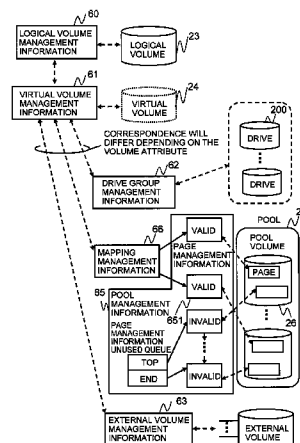 60
LOGICAL VOLUME
MANAGEMENT
INFORMATION
23
LOGICAL
VOLUME
61
VIRTUAL VOLUME
MANAGEMENT
INFORMATION
24
VIRTUAL
VOLUME
CORRESPONDENCE WILL
DIFFER DEPENDING ON THE
VOLUME ATTRIBUTE
200
DRIVE
DRIVE
62
DRIVE GROUP
MANAGEMENT
INFORMATION
66
MAPPING
MANAGEMENT
INFORMATION
VALID
PAGE
MANAGEMENT
INFORMATION
VALID
POOL
POOL
VOLUME
PAGE
26
65
POOL
MANAGEMENT
INFORMATION
651
PAGE
MANAGEMENT
INFORMATION
UNUSED QUEUE
TOP
END
INVALID
INVALID
63
EXTERNAL VOLUME
MANAGEMENT
INFORMATION
EXTERNAL
VOLUME